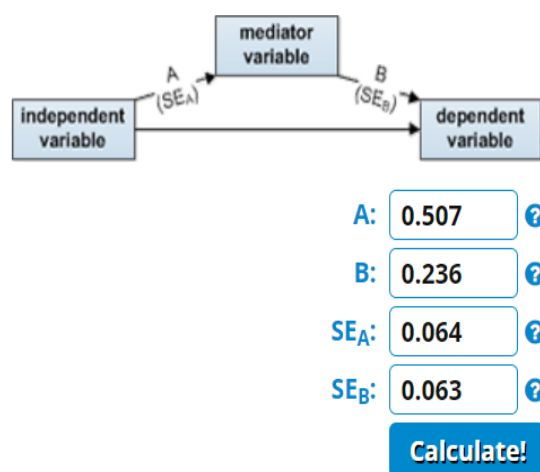 mediator
variable
A
(SEA)
B
(SEB)
independent
variable
dependent
variable
A: 0.507 ?
B: 0.236 ?
SEA: 0.064 ?
SEB: 0.063 ?
Calculate!